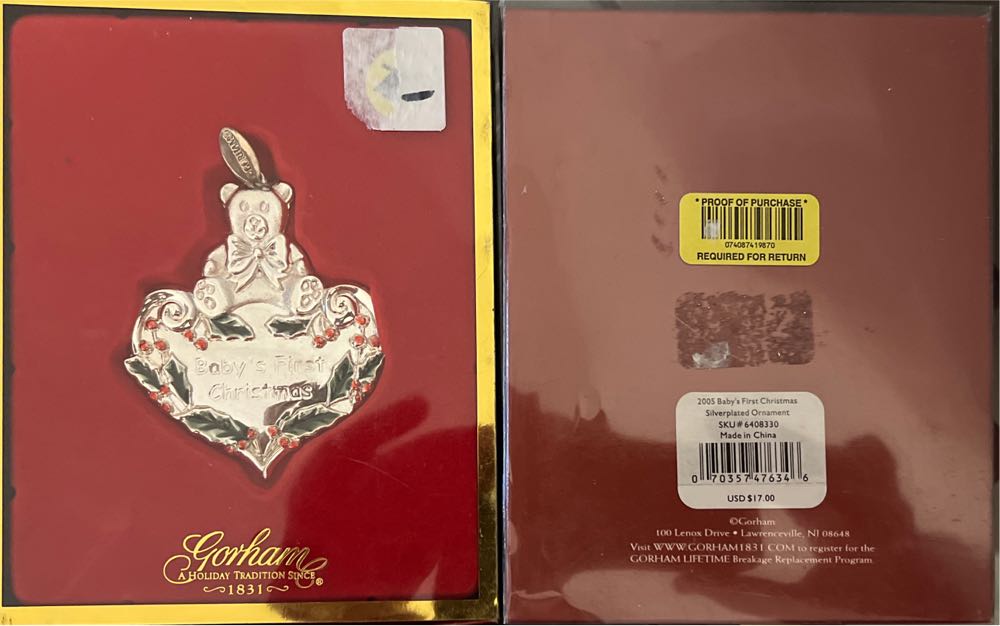 Baby's First
Christmas
Gorham
A HOLIDAY TRADITION SINCE
1831
* PROOF OF PURCHASE *
074087419870
REQUIRED FOR RETURN
2005 Baby's First Christmas
Silverplated Ornament
SKU# 6408330
Made in China
0 70357 47634 6
USD $17.00
©Gorham
100 Lenox Drive • Lawrenceville, NJ 08648
Visit WWW.GORHAM1831.COM to register for the
GORHAM LIFETIME Breakage Replacement Program.